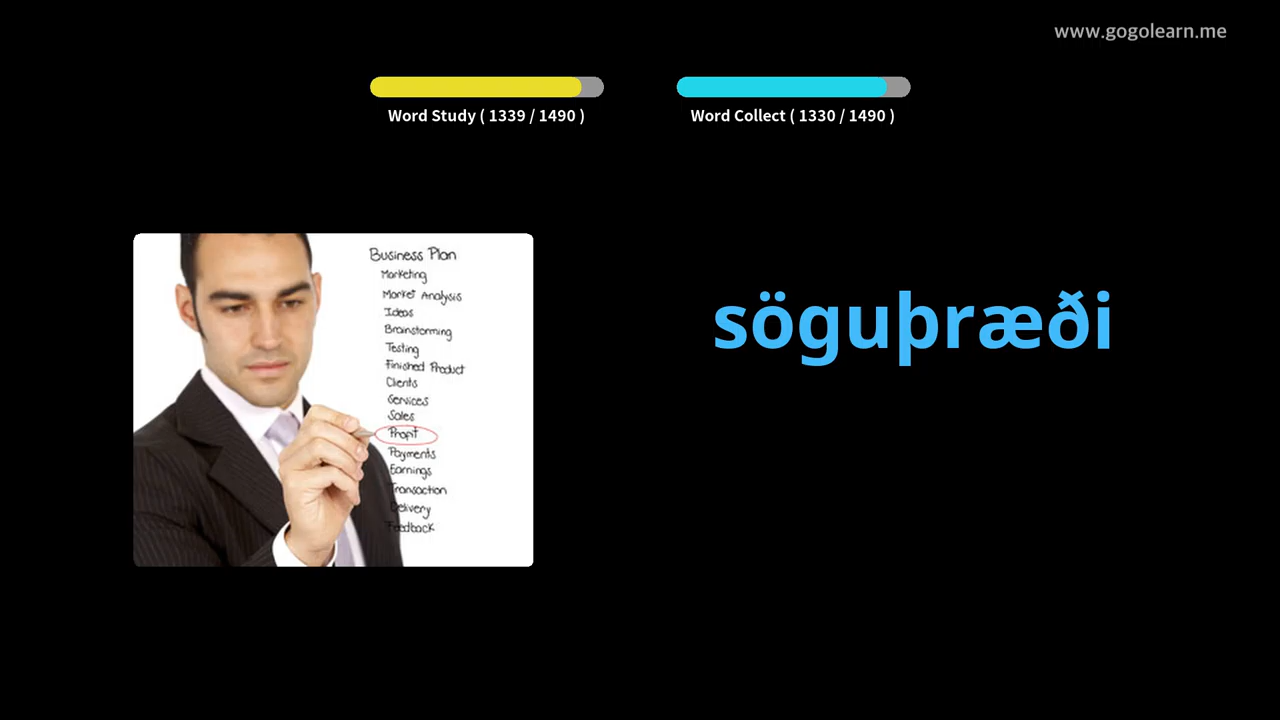 www.gogolearn.me
Word Study ( 1339 / 1490 )
Word Collect ( 1330 / 1490 )
Business Plan
Marketing
Market Analysis
Ideas
Brainstorming
Testing
Finished Product
Clients
Services
Sales
Profit
Payments
Earnings
Transaction
Delivery
Feedback
söguþræði